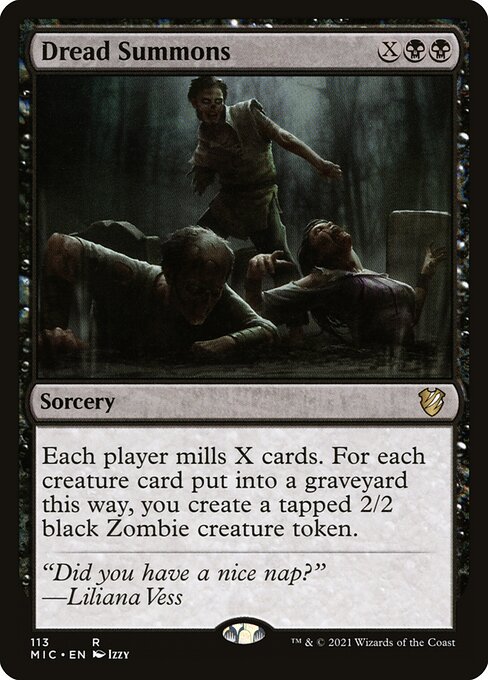 Dread Summons X
Sorcery
Each player mills X cards. For each
creature card put into a graveyard
this way, you create a tapped 2/2
black Zombie creature token.
“Did you have a nice nap?”
—Liliana Vess
113 R
MIC • EN Izzy
™ & © 2021 Wizards of the Coast